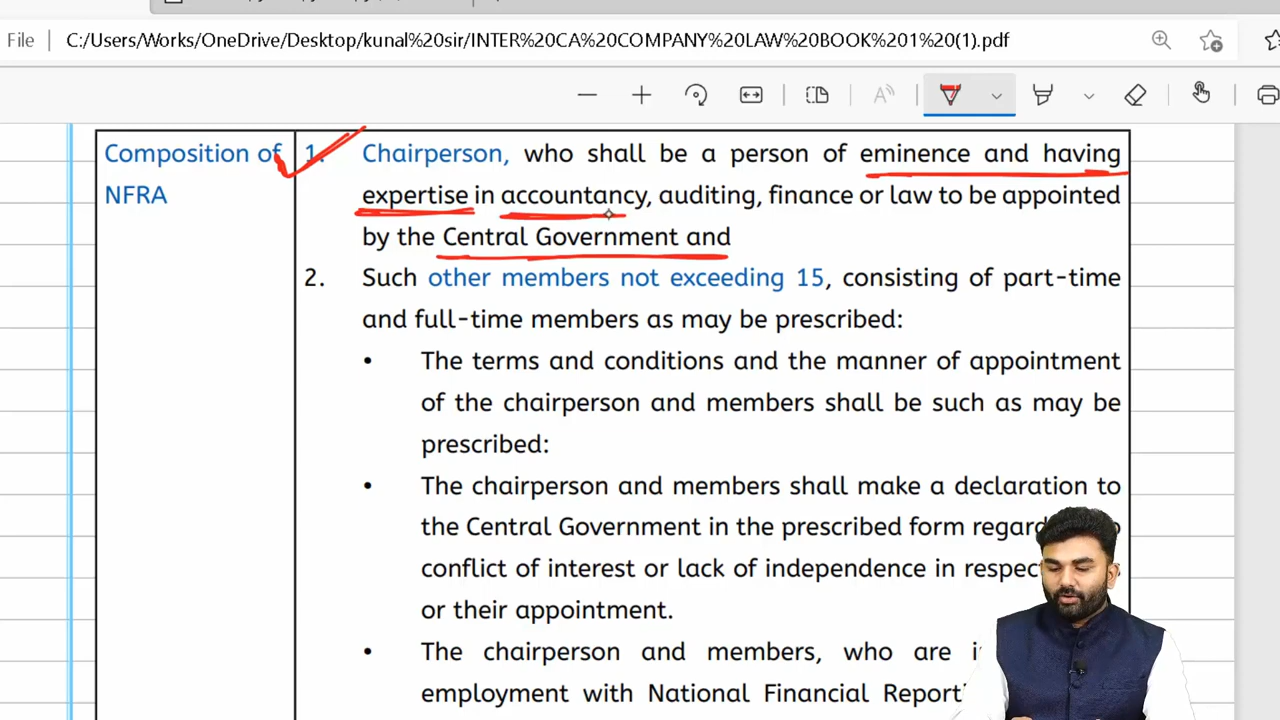 File
C:/Users/Works/OneDrive/Desktop/kunal%20sir/INTER%20CA%20COMPANY%20LAW%20BOOK%201%20(1).pdf
Composition of NFRA
1. Chairperson, who shall be a person of eminence and having
expertise in accountancy, auditing, finance or law to be appointed
by the Central Government and
2. Such other members not exceeding 15, consisting of part-time
and full-time members as may be prescribed:
• The terms and conditions and the manner of appointment
of the chairperson and members shall be such as may be
prescribed:
• The chairperson and members shall make a declaration to
the Central Government in the prescribed form
conflict of interest or lack of independence in
or their appointment.
• The chairperson and members, who are
employment with National Financial